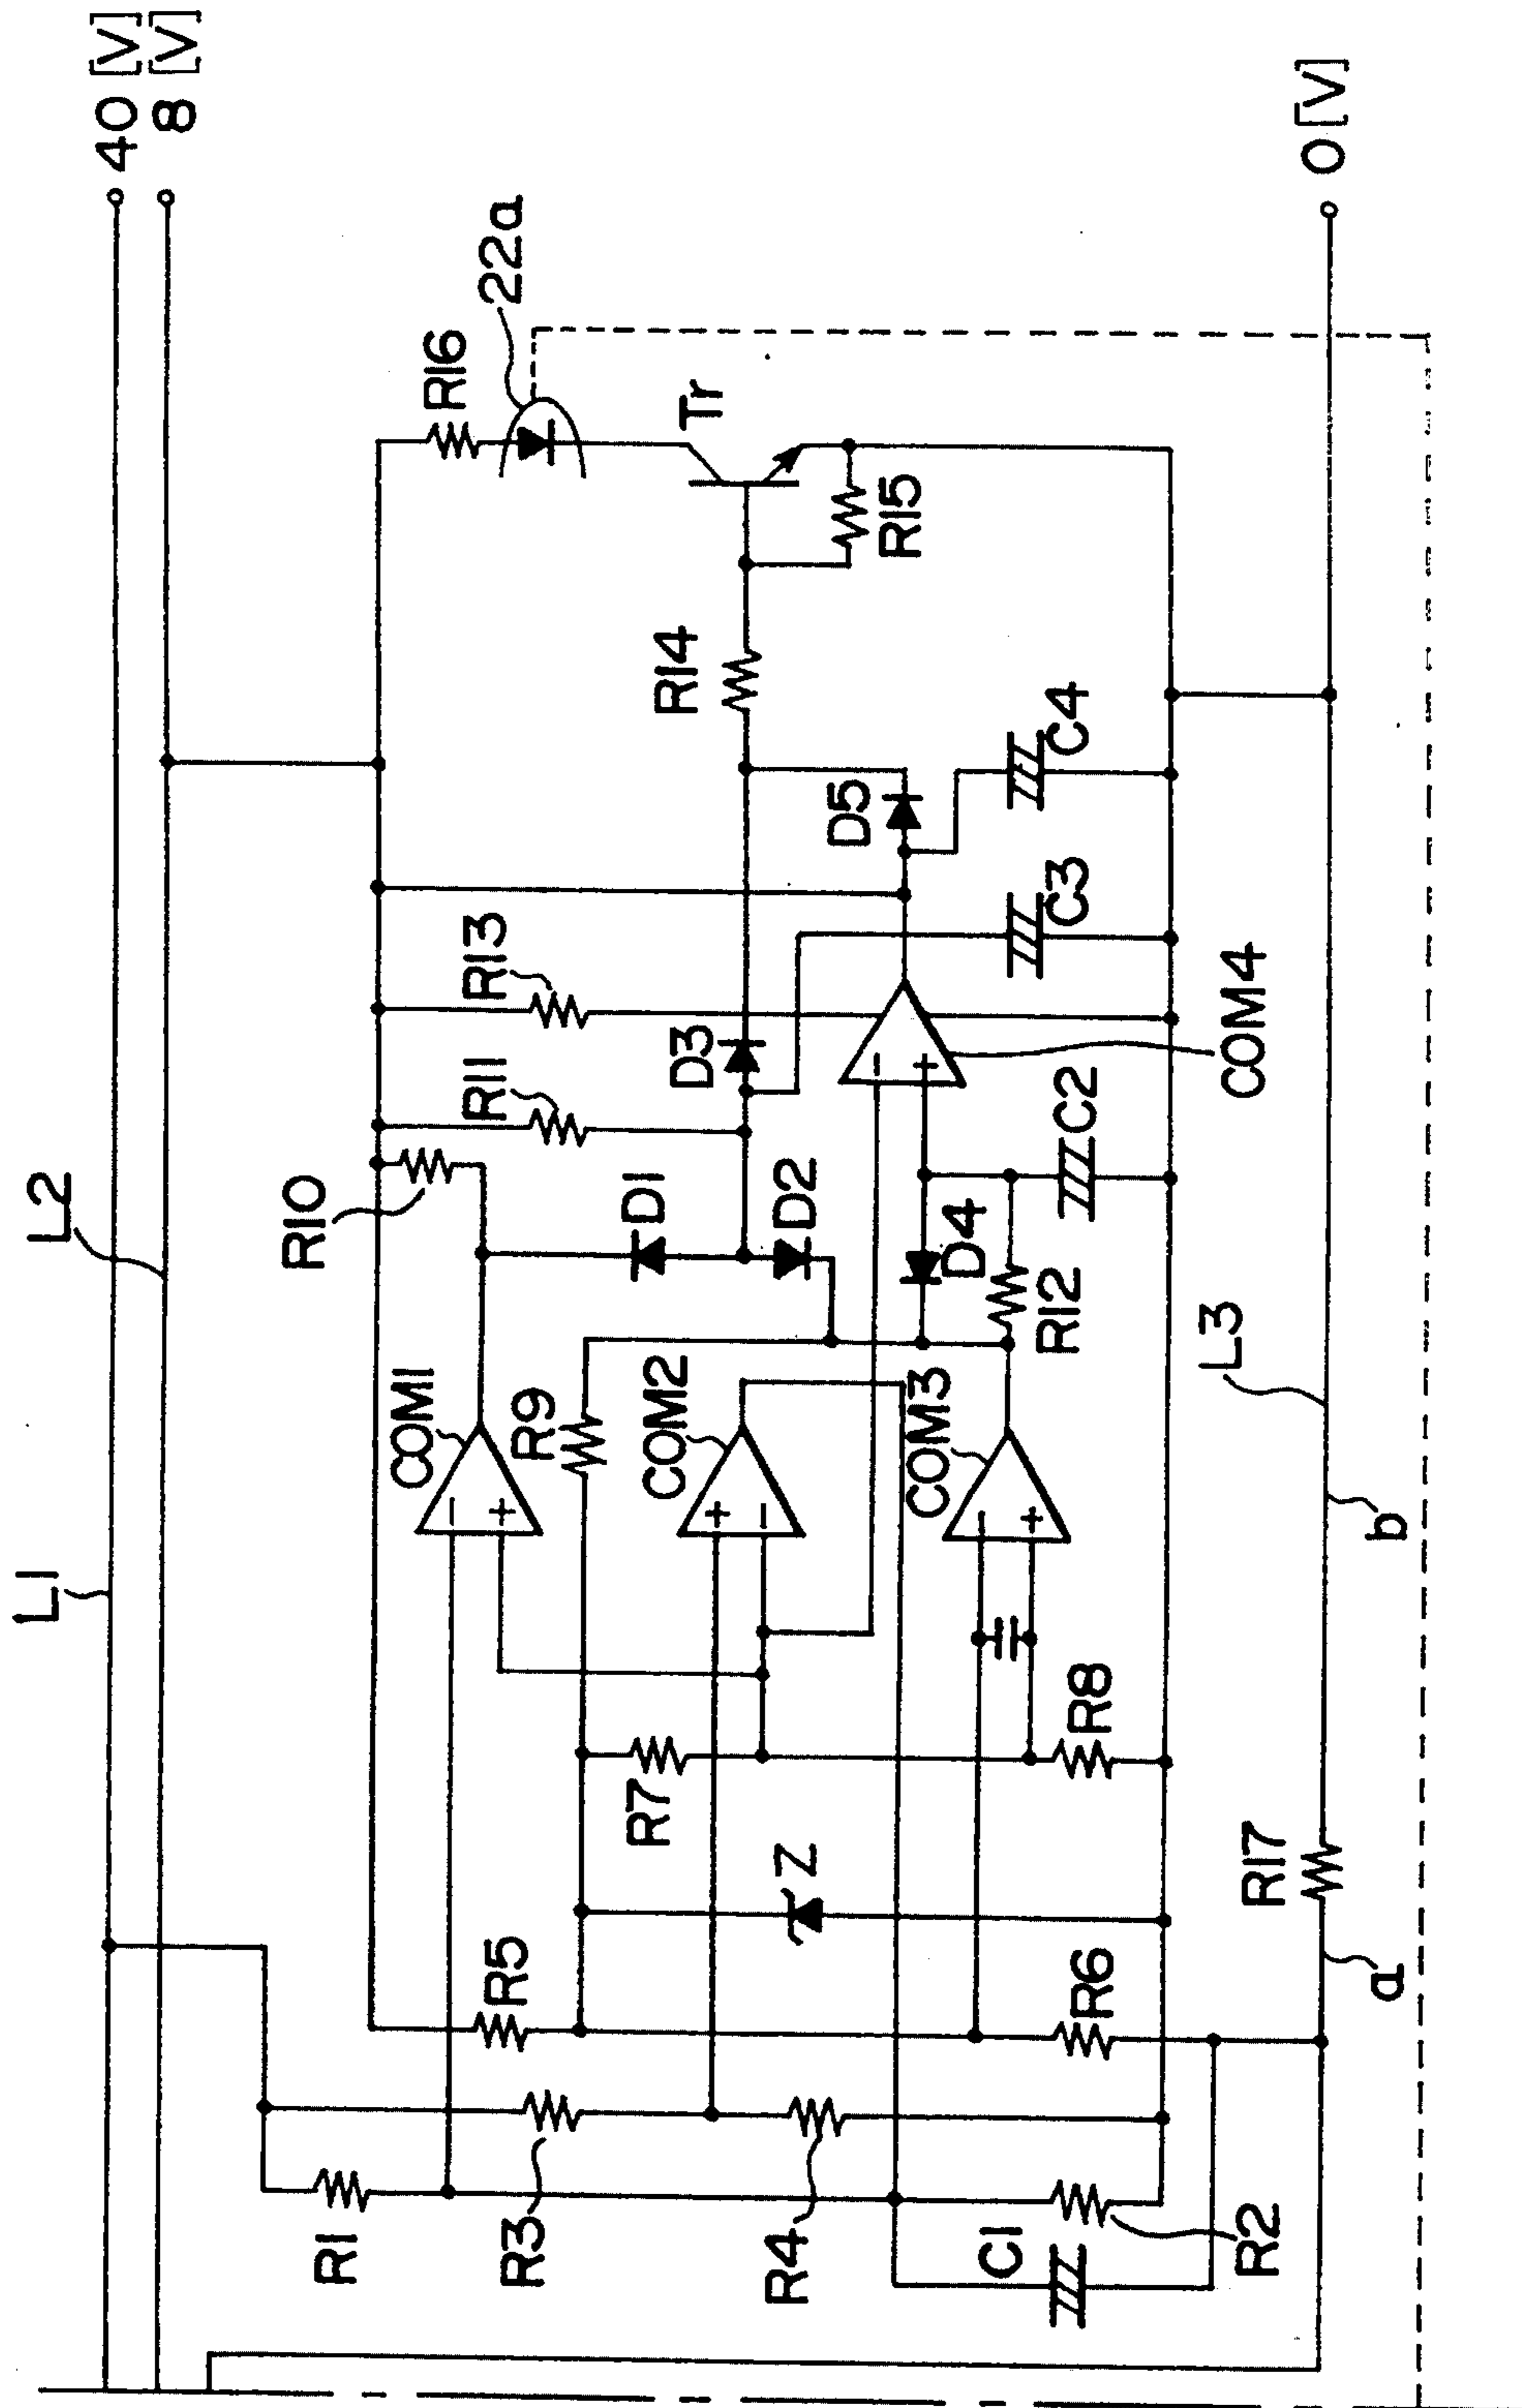 40 [V]
8 [V]
0 [V]
L2
L1
22a
R16
Tr
R15
R14
D5
C4
C3
R13
D3
R11
COM4
C2
R10
D1
D2
D4
R12
L3
COM1
R9
COM2
COM3
b
R7
R8
Z
R17
R5
R6
a
R1
R3
R4
C1
R2
−
+
+
−
−
+
−
+